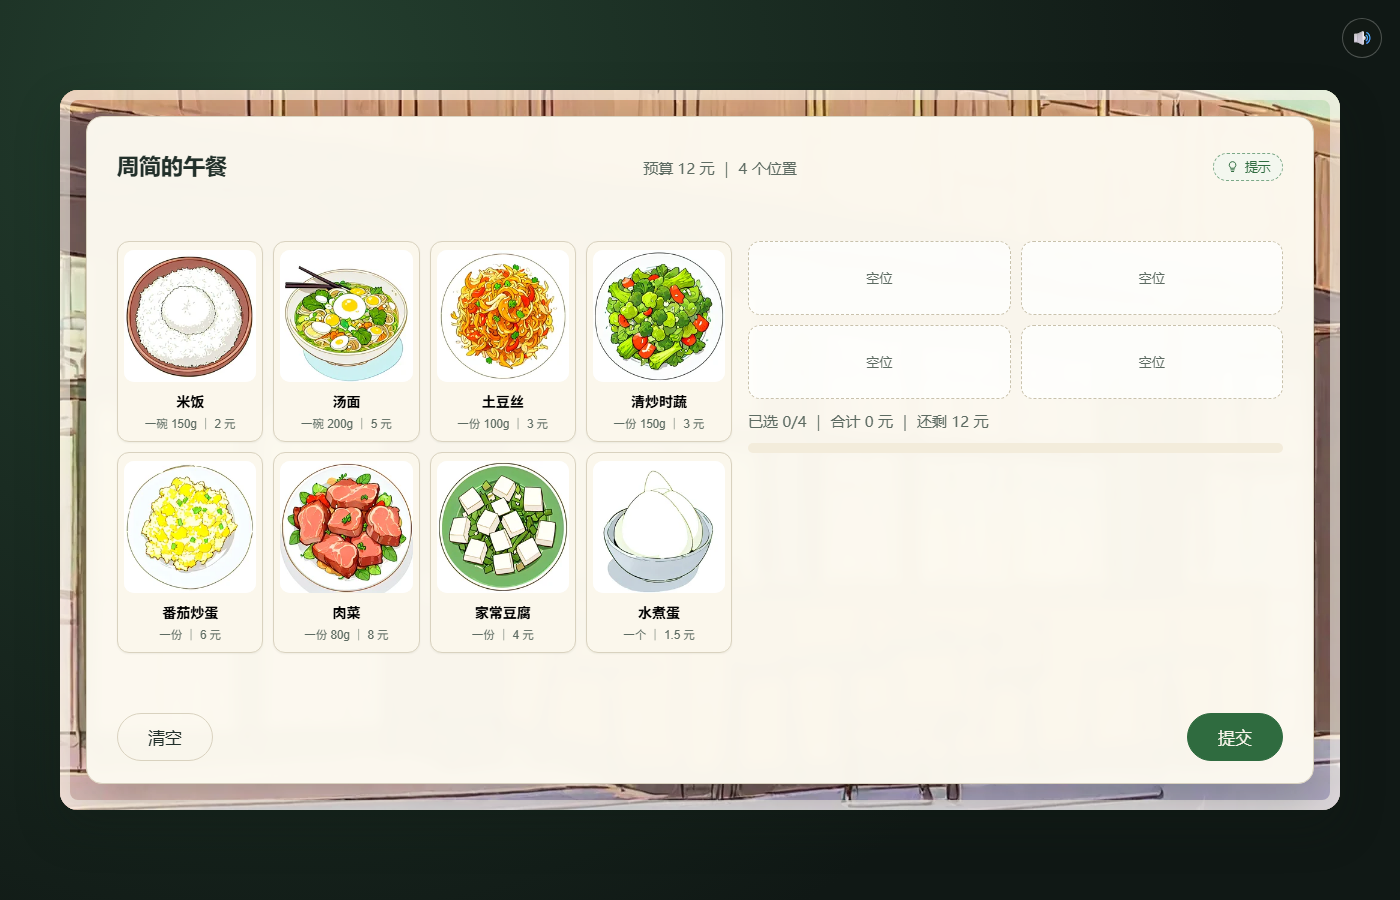 周简的午餐
预算 12 元 | 4 个位置
提示
米饭
一碗 150g | 2 元
汤面
一碗 200g | 5 元
土豆丝
一份 100g | 3 元
清炒时蔬
一份 150g | 3 元
番茄炒蛋
一份 | 6 元
肉菜
一份 80g | 8 元
家常豆腐
一份 | 4 元
水煮蛋
一个 | 1.5 元
空位
空位
空位
空位
已选 0/4 | 合计 0 元 | 还剩 12 元
清空
提交